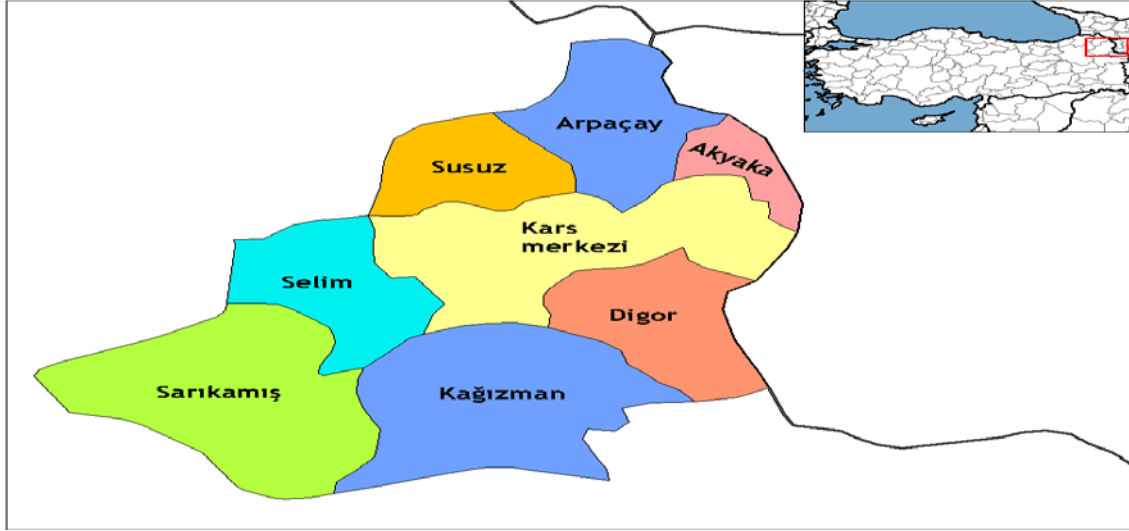 Arpaçay
Akyaka
Susuz
Kars
merkezi
Selim
Digor
Sarıkamış
Kağızman